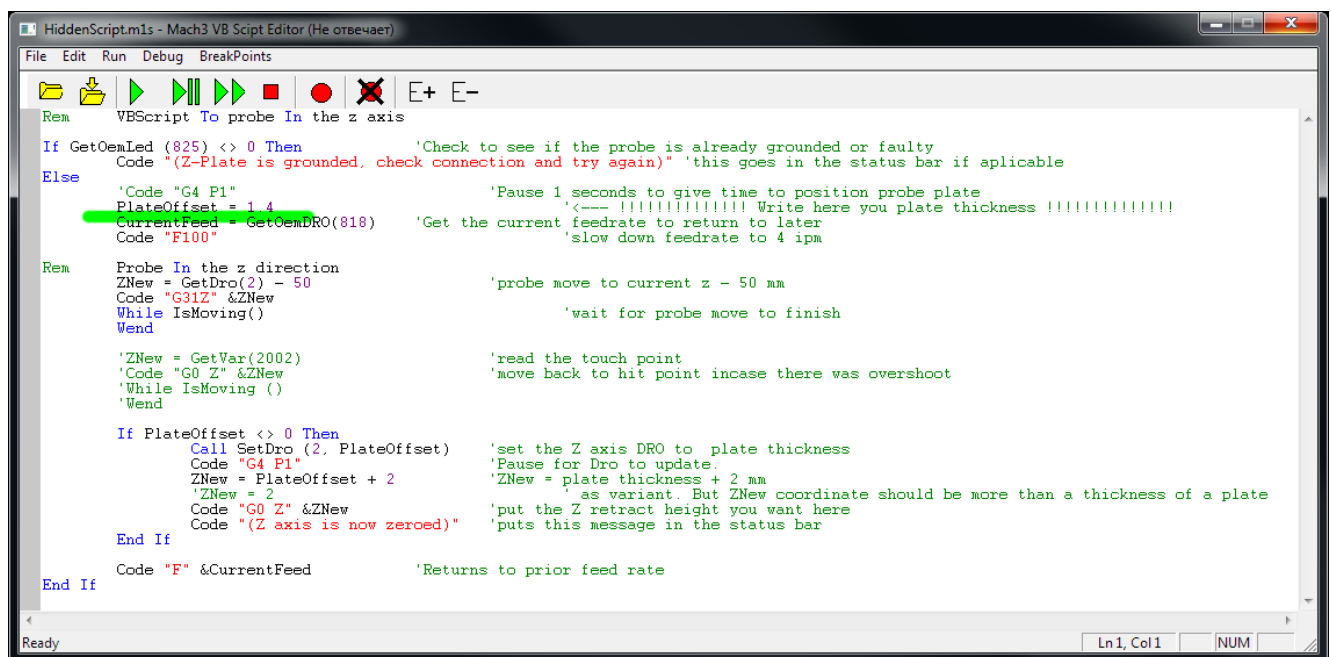 HiddenScript.m1s - Mach3 VB Scipt Editor (Не отвечает)
File Edit Run Debug BreakPoints
E+ E-
Rem VBScript To probe In the z axis
If GetOemLed (825) <> 0 Then 'Check to see if the probe is already grounded or faulty
Code "(Z-Plate is grounded, check connection and try again)" 'this goes in the status bar if aplicable
Else
'Code "G4 P1" 'Pause 1 seconds to give time to position probe plate
PlateOffset = 1.4 '<--- !!!!!!!!!!!!!! Write here you plate thickness !!!!!!!!!!!!!!
CurrentFeed = GetOemDRO(818) 'Get the current feedrate to return to later
Code "F100" 'slow down feedrate to 4 ipm
Rem Probe In the z direction
ZNew = GetDro(2) - 50 'probe move to current z - 50 mm
Code "G31Z" &ZNew
While IsMoving() 'wait for probe move to finish
Wend
'ZNew = GetVar(2002) 'read the touch point
'Code "G0 Z" &ZNew 'move back to hit point incase there was overshoot
'While IsMoving ()
'Wend
If PlateOffset <> 0 Then
Call SetDro (2, PlateOffset) 'set the Z axis DRO to plate thickness
Code "G4 P1" 'Pause for Dro to update.
ZNew = PlateOffset + 2 'ZNew = plate thickness + 2 mm
'ZNew = 2 ' as variant. But ZNew coordinate should be more than a thickness of a plate
Code "G0 Z" &ZNew 'put the Z retract height you want here
Code "(Z axis is now zeroed)" 'puts this message in the status bar
End If
Code "F" &CurrentFeed 'Returns to prior feed rate
End If
Ready Ln 1, Col 1 NUM